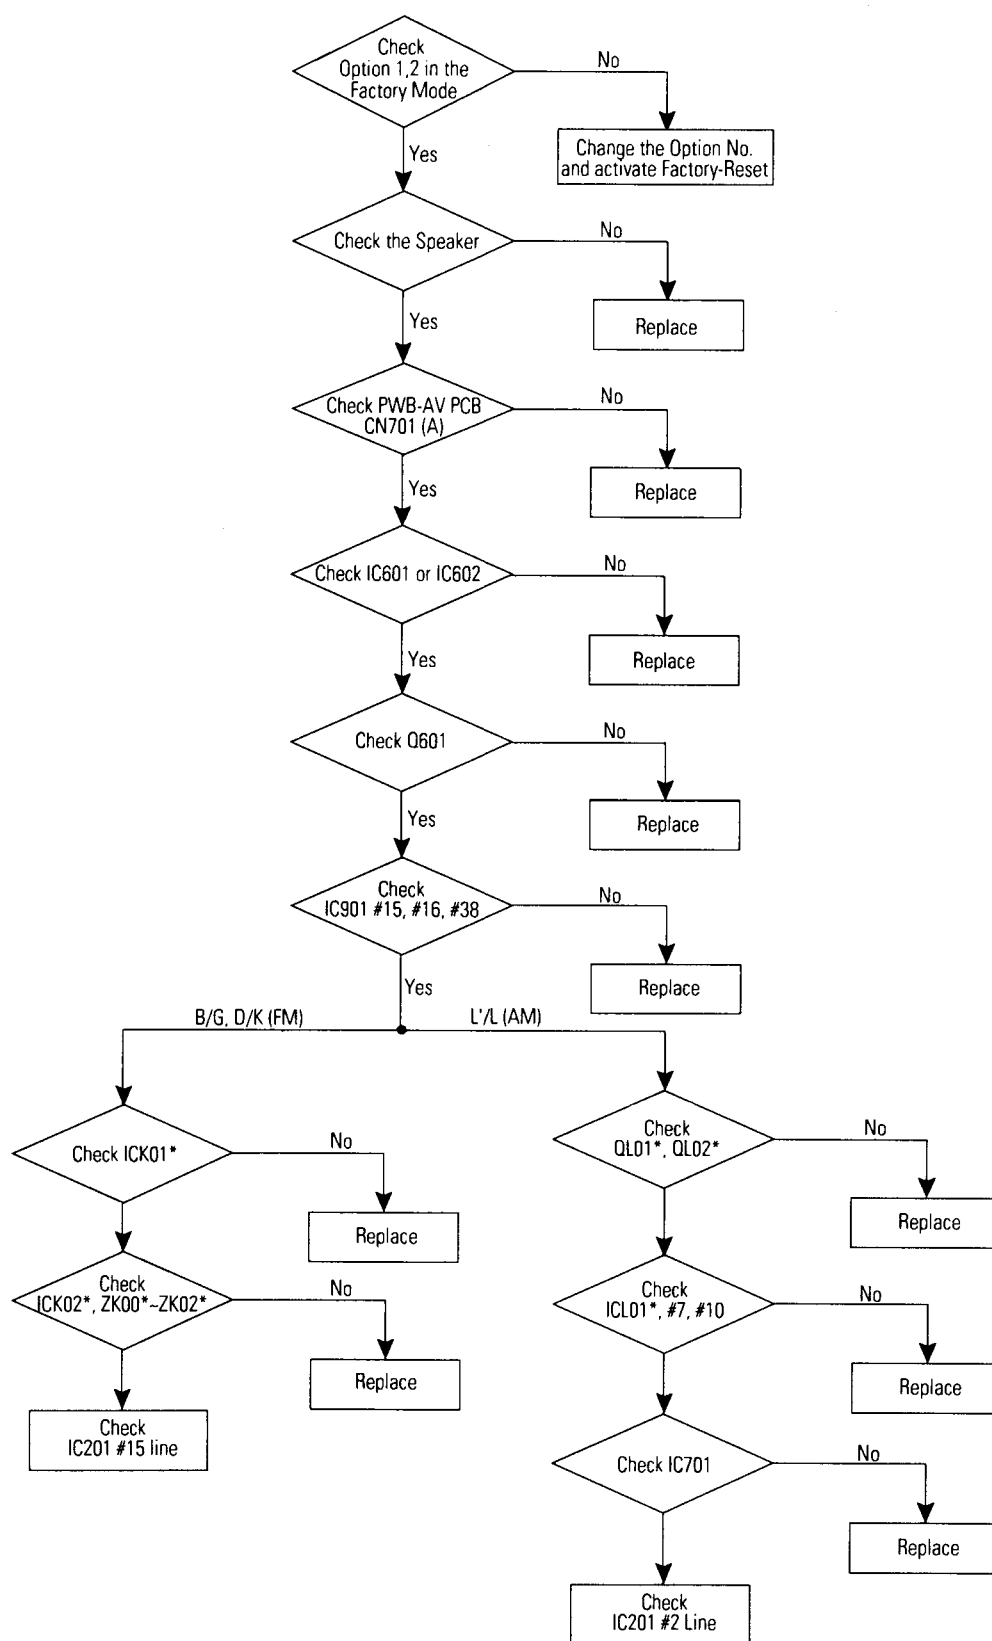 Check
Option 1,2 in the
Factory Mode
No
Change the Option No.
and activate Factory-Reset
Yes
Check the Speaker
No
Replace
Yes
Check PWB-AV PCB
CN701 (A)
No
Replace
Yes
Check IC601 or IC602
No
Replace
Yes
Check Q601
No
Replace
Yes
Check
IC901 #15, #16, #38
No
Replace
Yes
B/G, D/K (FM)
L'/L (AM)
Check ICK01*
No
Replace
Check
ICK02*, ZK00*~ZK02*
No
Replace
Check
IC201 #15 line
Check
QL01*, QL02*
No
Replace
Check
ICL01*, #7, #10
No
Replace
Check IC701
No
Replace
Check
IC201 #2 Line